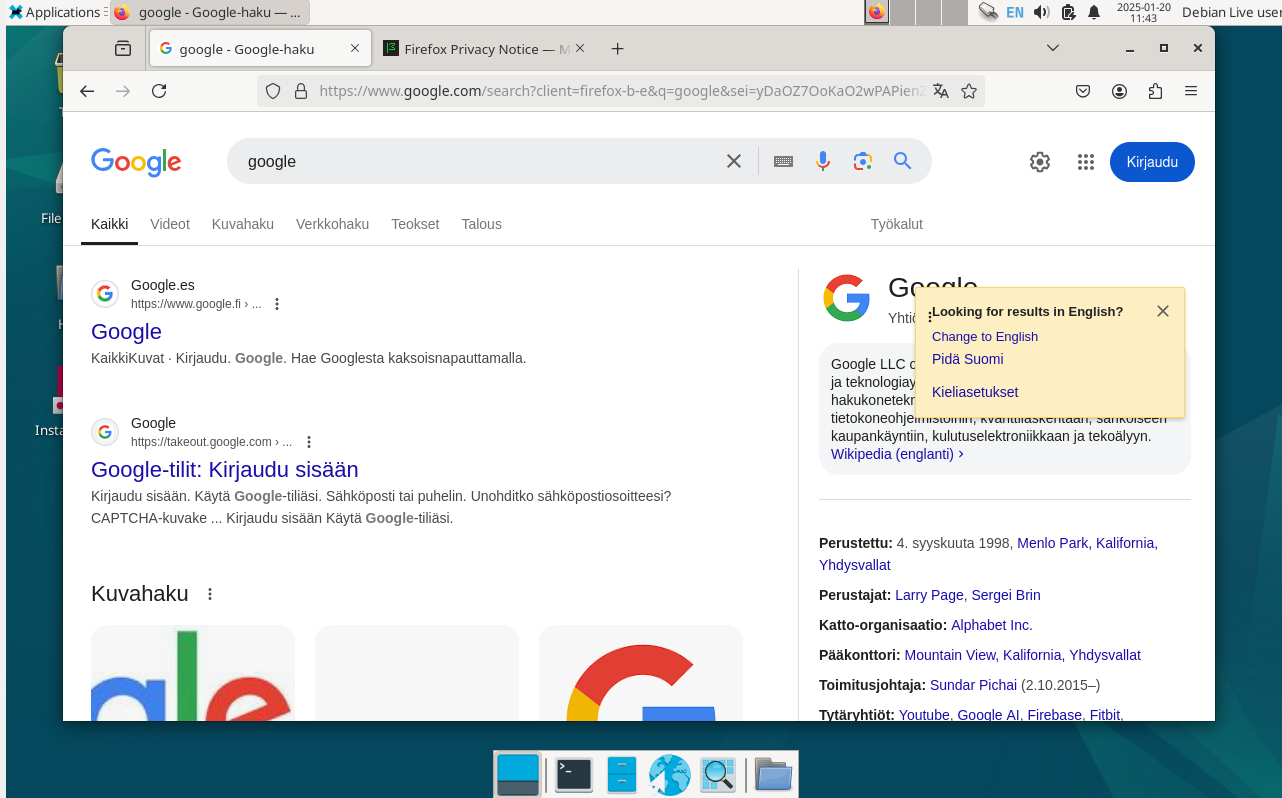 Applications
google - Google-haku — ...
EN
2025-01-20
11:43
Debian Live user
google - Google-haku
Firefox Privacy Notice — M
https://www.google.com/search?client=firefox-b-e&q=google&sei=yDaOZ7OoKaO2wPAPienZ
Google
google
Kirjaudu
Kaikki
Videot
Kuvahaku
Verkkohaku
Teokset
Talous
Työkalut
File
Google.es
https://www.google.fi › ...
Google
KaikkiKuvat · Kirjaudu. Google. Hae Googlesta kaksoisnapauttamalla.
Google
https://takeout.google.com › ...
Google-tilit: Kirjaudu sisään
Kirjaudu sisään. Käytä Google-tiliäsi. Sähköposti tai puhelin. Unohditko sähköpostiosoitteesi?
CAPTCHA-kuvake ... Kirjaudu sisään Käytä Google-tiliäsi.
Kuvahaku
gle
Google
Looking for results in English?
Change to English
Pidä Suomi
Kieliasetukset
Google LLC
ja teknologiay
hakukonetekn
tietokoneohjelmistoihin, kvanttilaskentaan, sähköiseen
kaupankäyntiin, kulutuselektroniikkaan ja tekoälyyn.
Wikipedia (englanti) ›
Perustettu: 4. syyskuuta 1998, Menlo Park, Kalifornia,
Yhdysvallat
Perustajat: Larry Page, Sergei Brin
Katto-organisaatio: Alphabet Inc.
Pääkonttori: Mountain View, Kalifornia, Yhdysvallat
Toimitusjohtaja: Sundar Pichai (2.10.2015–)
Tytäryhtiöt: Youtube, Google AI, Firebase, Fitbit,